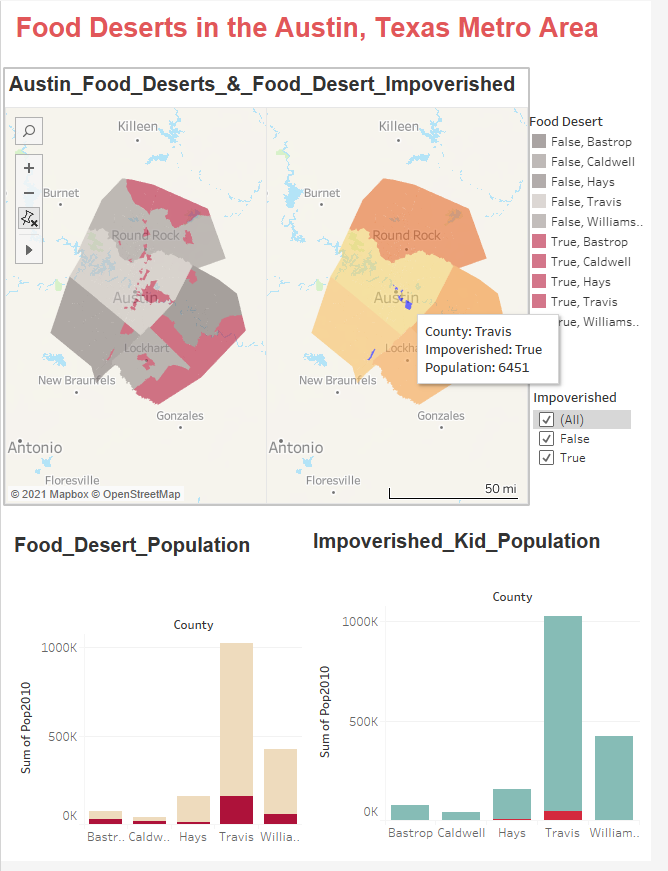 Food Deserts in the Austin, Texas Metro Area
Austin_Food_Deserts_&_Food_Desert_Impoverished
Killeen
Burnet
Round Rock
Austin
Lockhart
New Braunfels
Gonzales
Antonio
Floresville
© 2021 Mapbox © OpenStreetMap
Killeen
Burnet
Round Rock
Austin
New Braunfels
Gonzales
Antonio
Floresville
50 mi
County: Travis
Impoverished: True
Population: 6451
Food Desert
False, Bastrop
False, Caldwell
False, Hays
False, Travis
False, Williams..
True, Bastrop
True, Caldwell
True, Hays
True, Travis
True, Williams..
Impoverished
(All)
False
True
Food_Desert_Population
County
Sum of Pop2010
1000K
500K
0K
Bastr..
Caldw..
Hays
Travis
Willia..
Impoverished_Kid_Population
County
Sum of Pop2010
1000K
500K
0K
Bastrop
Caldwell
Hays
Travis
William..